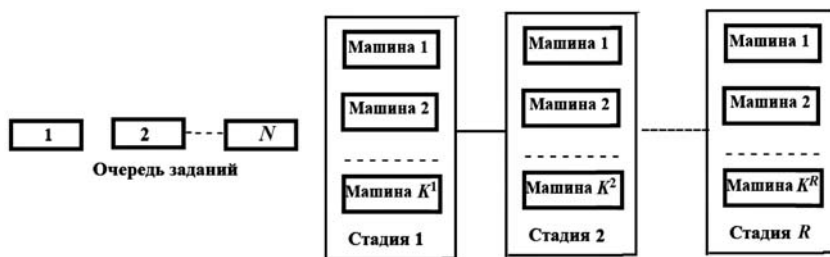 1 2 N
Очередь заданий
Машина 1
Машина 2
Машина K¹
Стадия 1
Машина 1
Машина 2
Машина K²
Стадия 2
Машина 1
Машина 2
Машина Kᴿ
Стадия R